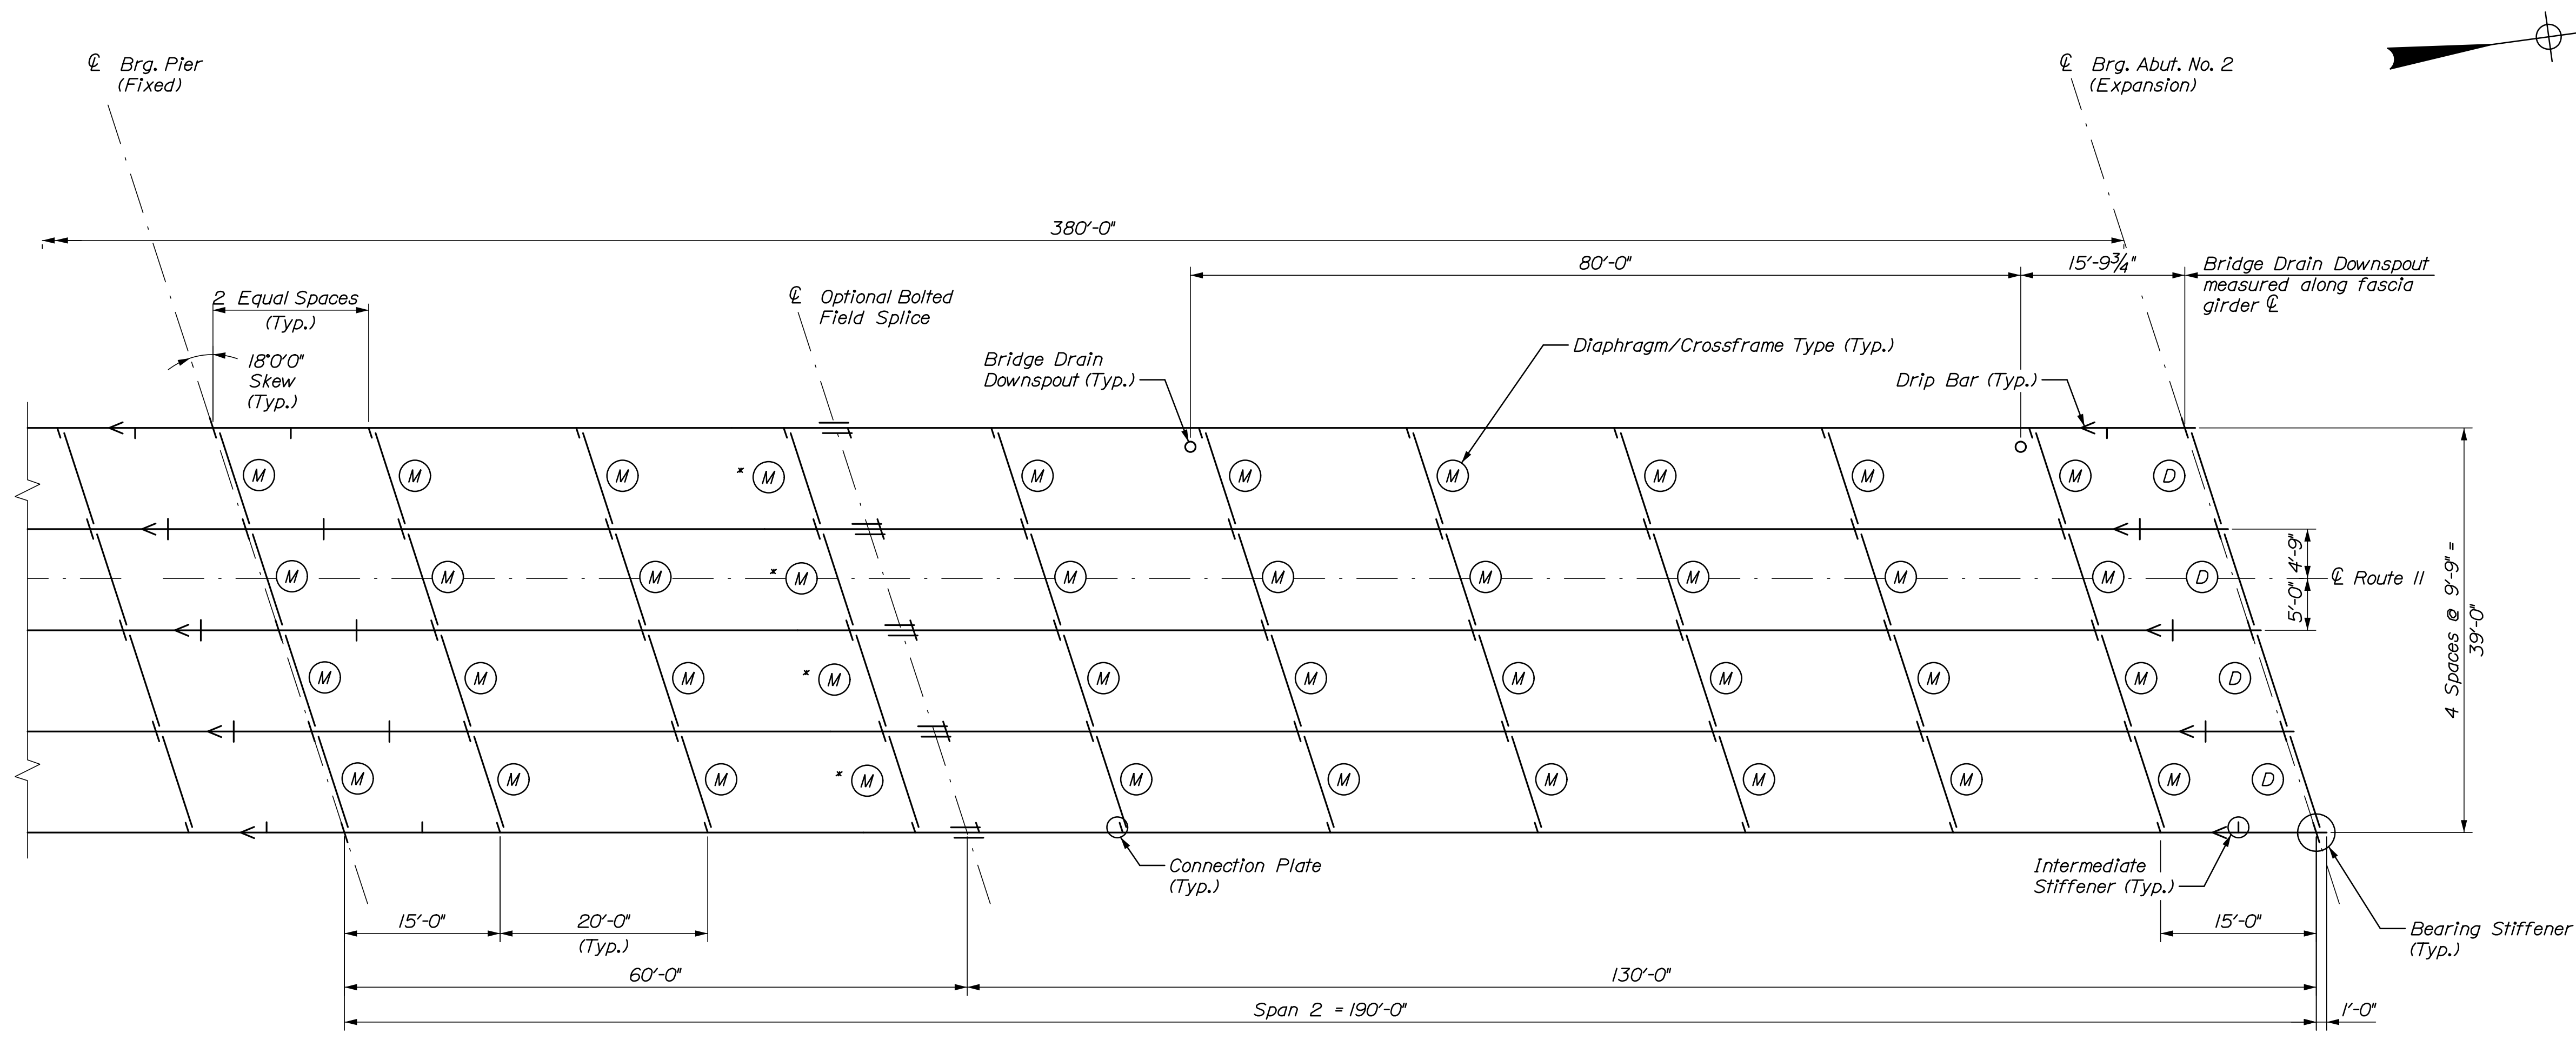 ℄ Brg. Pier
(Fixed)
℄ Brg. Abut. No. 2
(Expansion)
380'-0"
80'-0"
15'-9¾"
Bridge Drain Downspout
measured along fascia
girder ℄
2 Equal Spaces
(Typ.)
℄ Optional Bolted
Field Splice
18°0'0"
Skew
(Typ.)
Bridge Drain
Downspout (Typ.)
Diaphragm/Crossframe Type (Typ.)
Drip Bar (Typ.)
M M M * M M M M M M M D
M M M * M M M M M M M D
℄ Route 11
4'-9"
5'-0"
4 Spaces @ 9'-9" =
39'-0"
M M M * M M M M M M M D
M M M * M M M M M M M D
Connection Plate
(Typ.)
Intermediate
Stiffener (Typ.)
Bearing Stiffener
(Typ.)
15'-0"
20'-0"
(Typ.)
15'-0"
60'-0"
130'-0"
Span 2 = 190'-0"
1'-0"